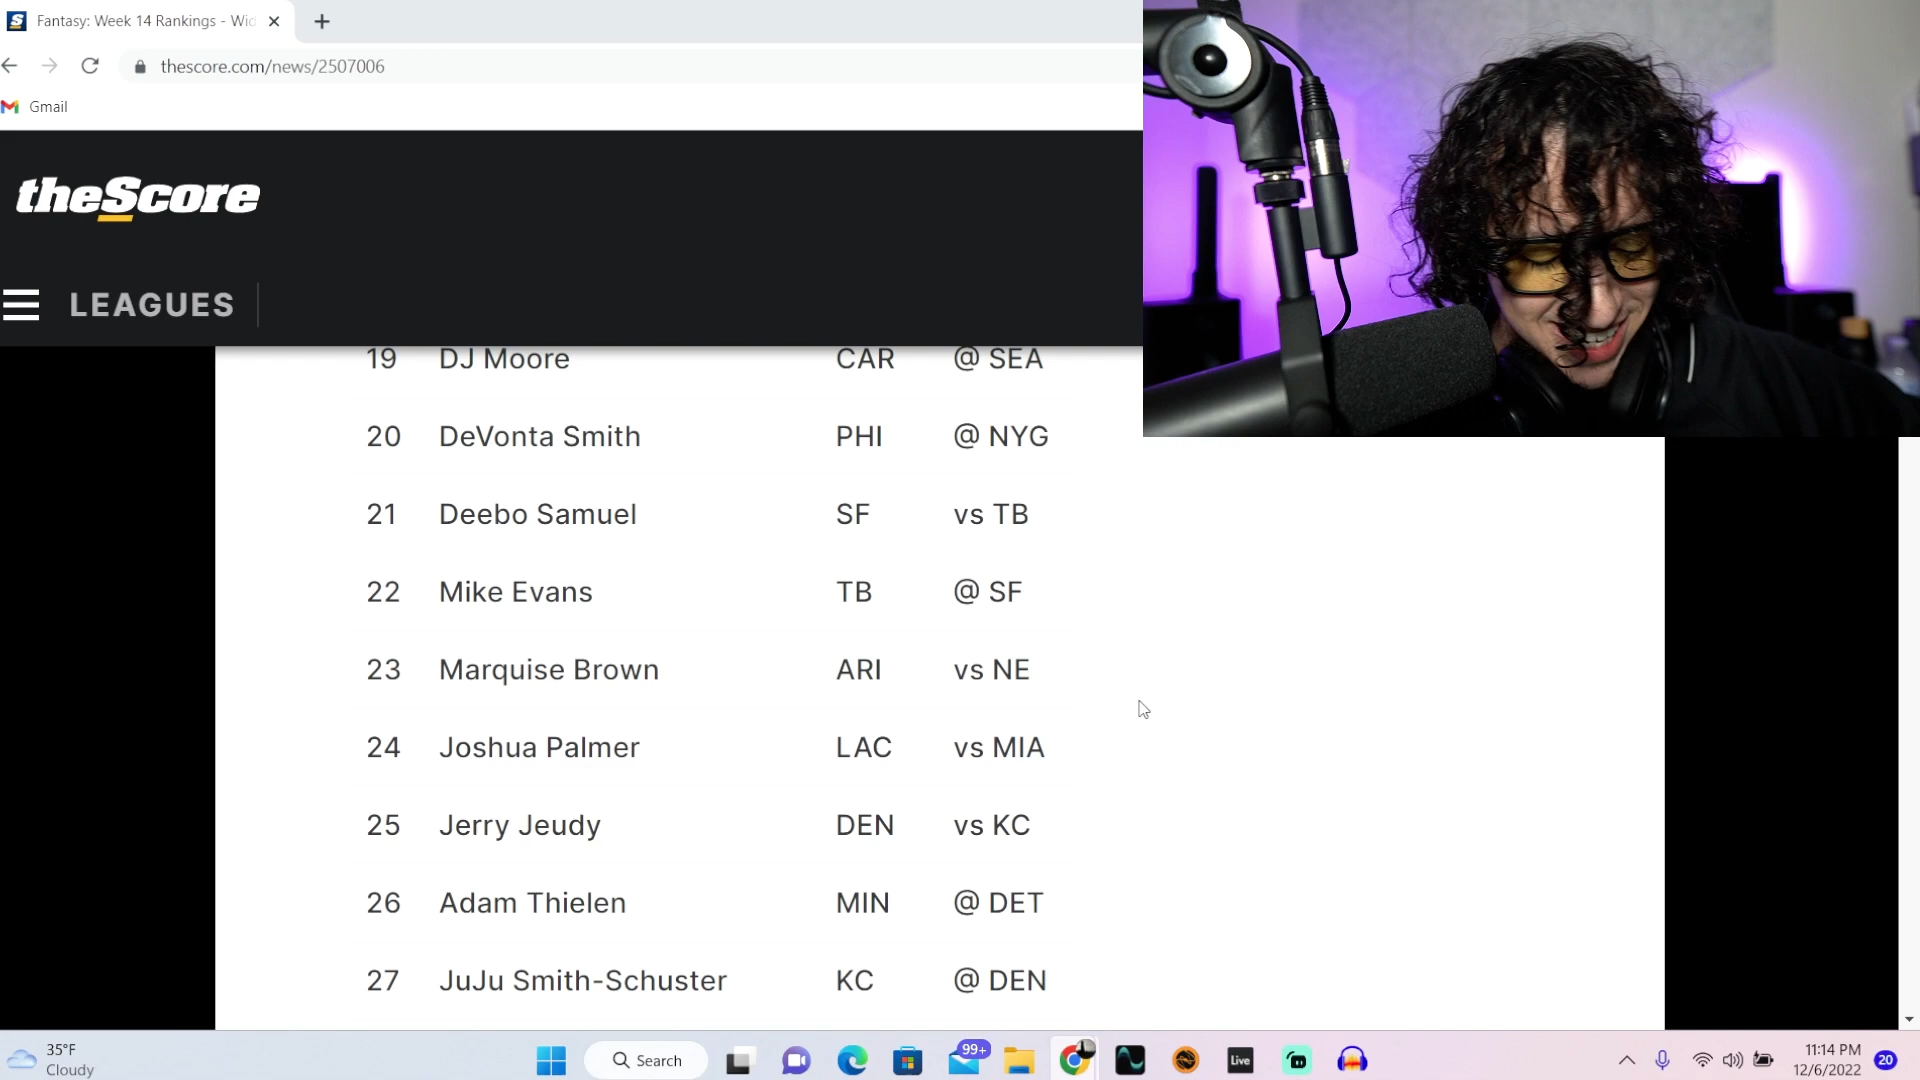 Fantasy: Week 14 Rankings - Wid
thescore.com/news/2507006
Gmail
theScore
LEAGUES
19 DJ Moore CAR @ SEA
20 DeVonta Smith PHI @ NYG
21 Deebo Samuel SF vs TB
22 Mike Evans TB @ SF
23 Marquise Brown ARI vs NE
24 Joshua Palmer LAC vs MIA
25 Jerry Jeudy DEN vs KC
26 Adam Thielen MIN @ DET
27 JuJu Smith-Schuster KC @ DEN
35°F
Cloudy
Search
99+
Live
11:14 PM
12/6/2022
20